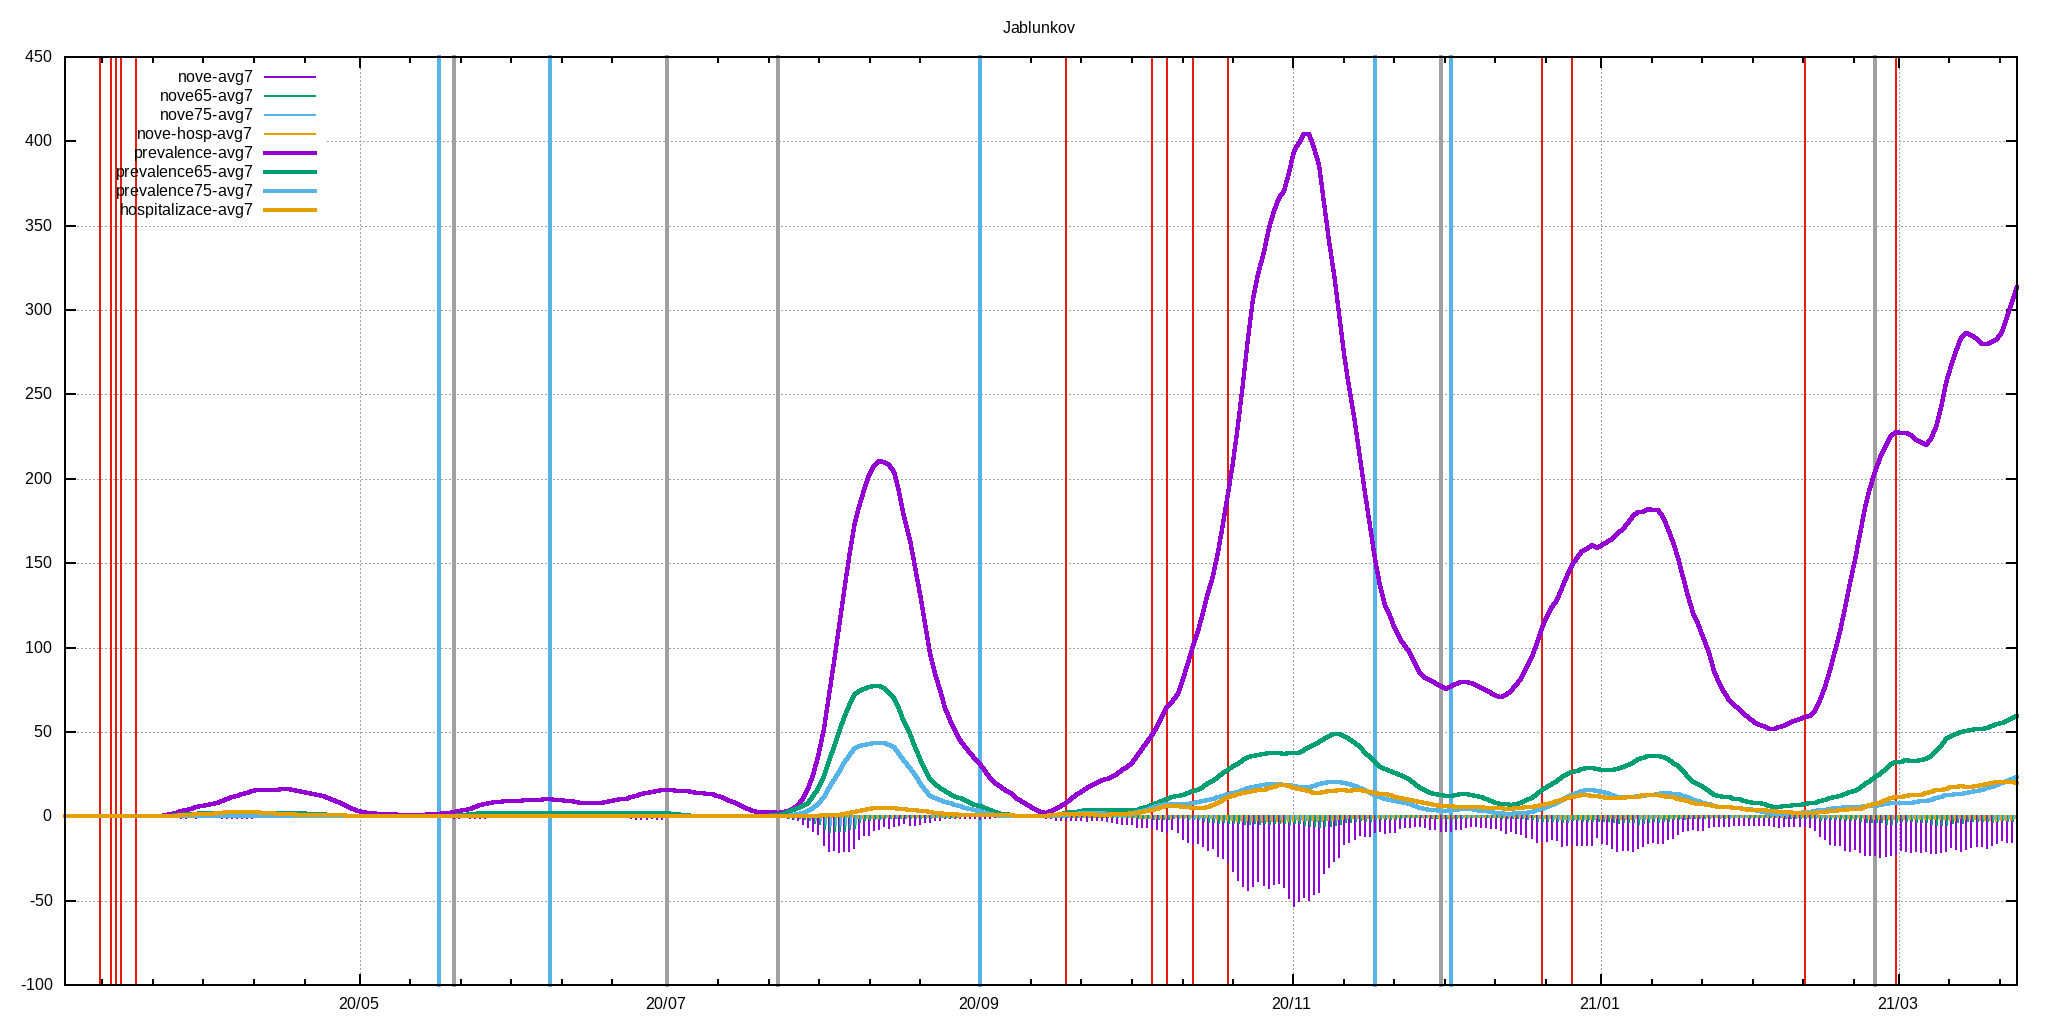 Jablunkov
450
400
350
300
250
200
150
100
50
0
-50
-100
nove-avg7
nove65-avg7
nove75-avg7
nove-hosp-avg7
prevalence-avg7
prevalence65-avg7
prevalence75-avg7
hospitalizace-avg7
20/05 20/07 20/09 20/11 21/01 21/03